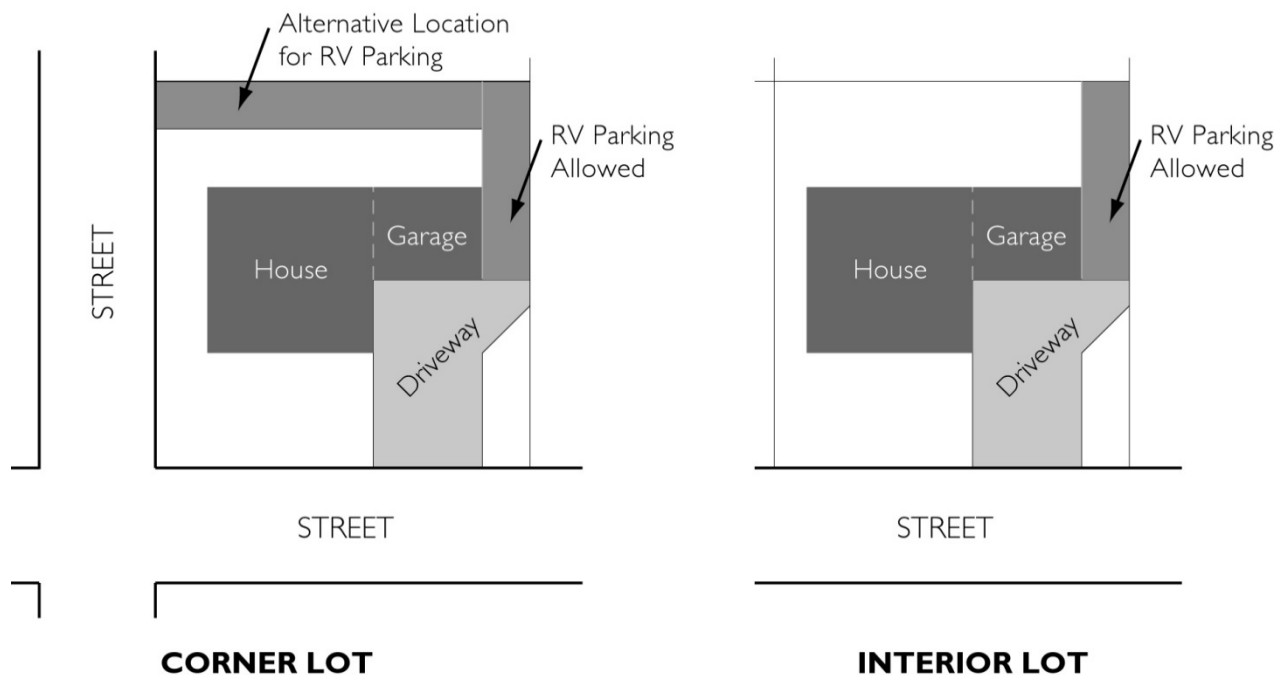 Alternative Location
for RV Parking
RV Parking
Allowed
STREET
Garage
House
Driveway
STREET
CORNER LOT
RV Parking
Allowed
Garage
House
Driveway
STREET
INTERIOR LOT